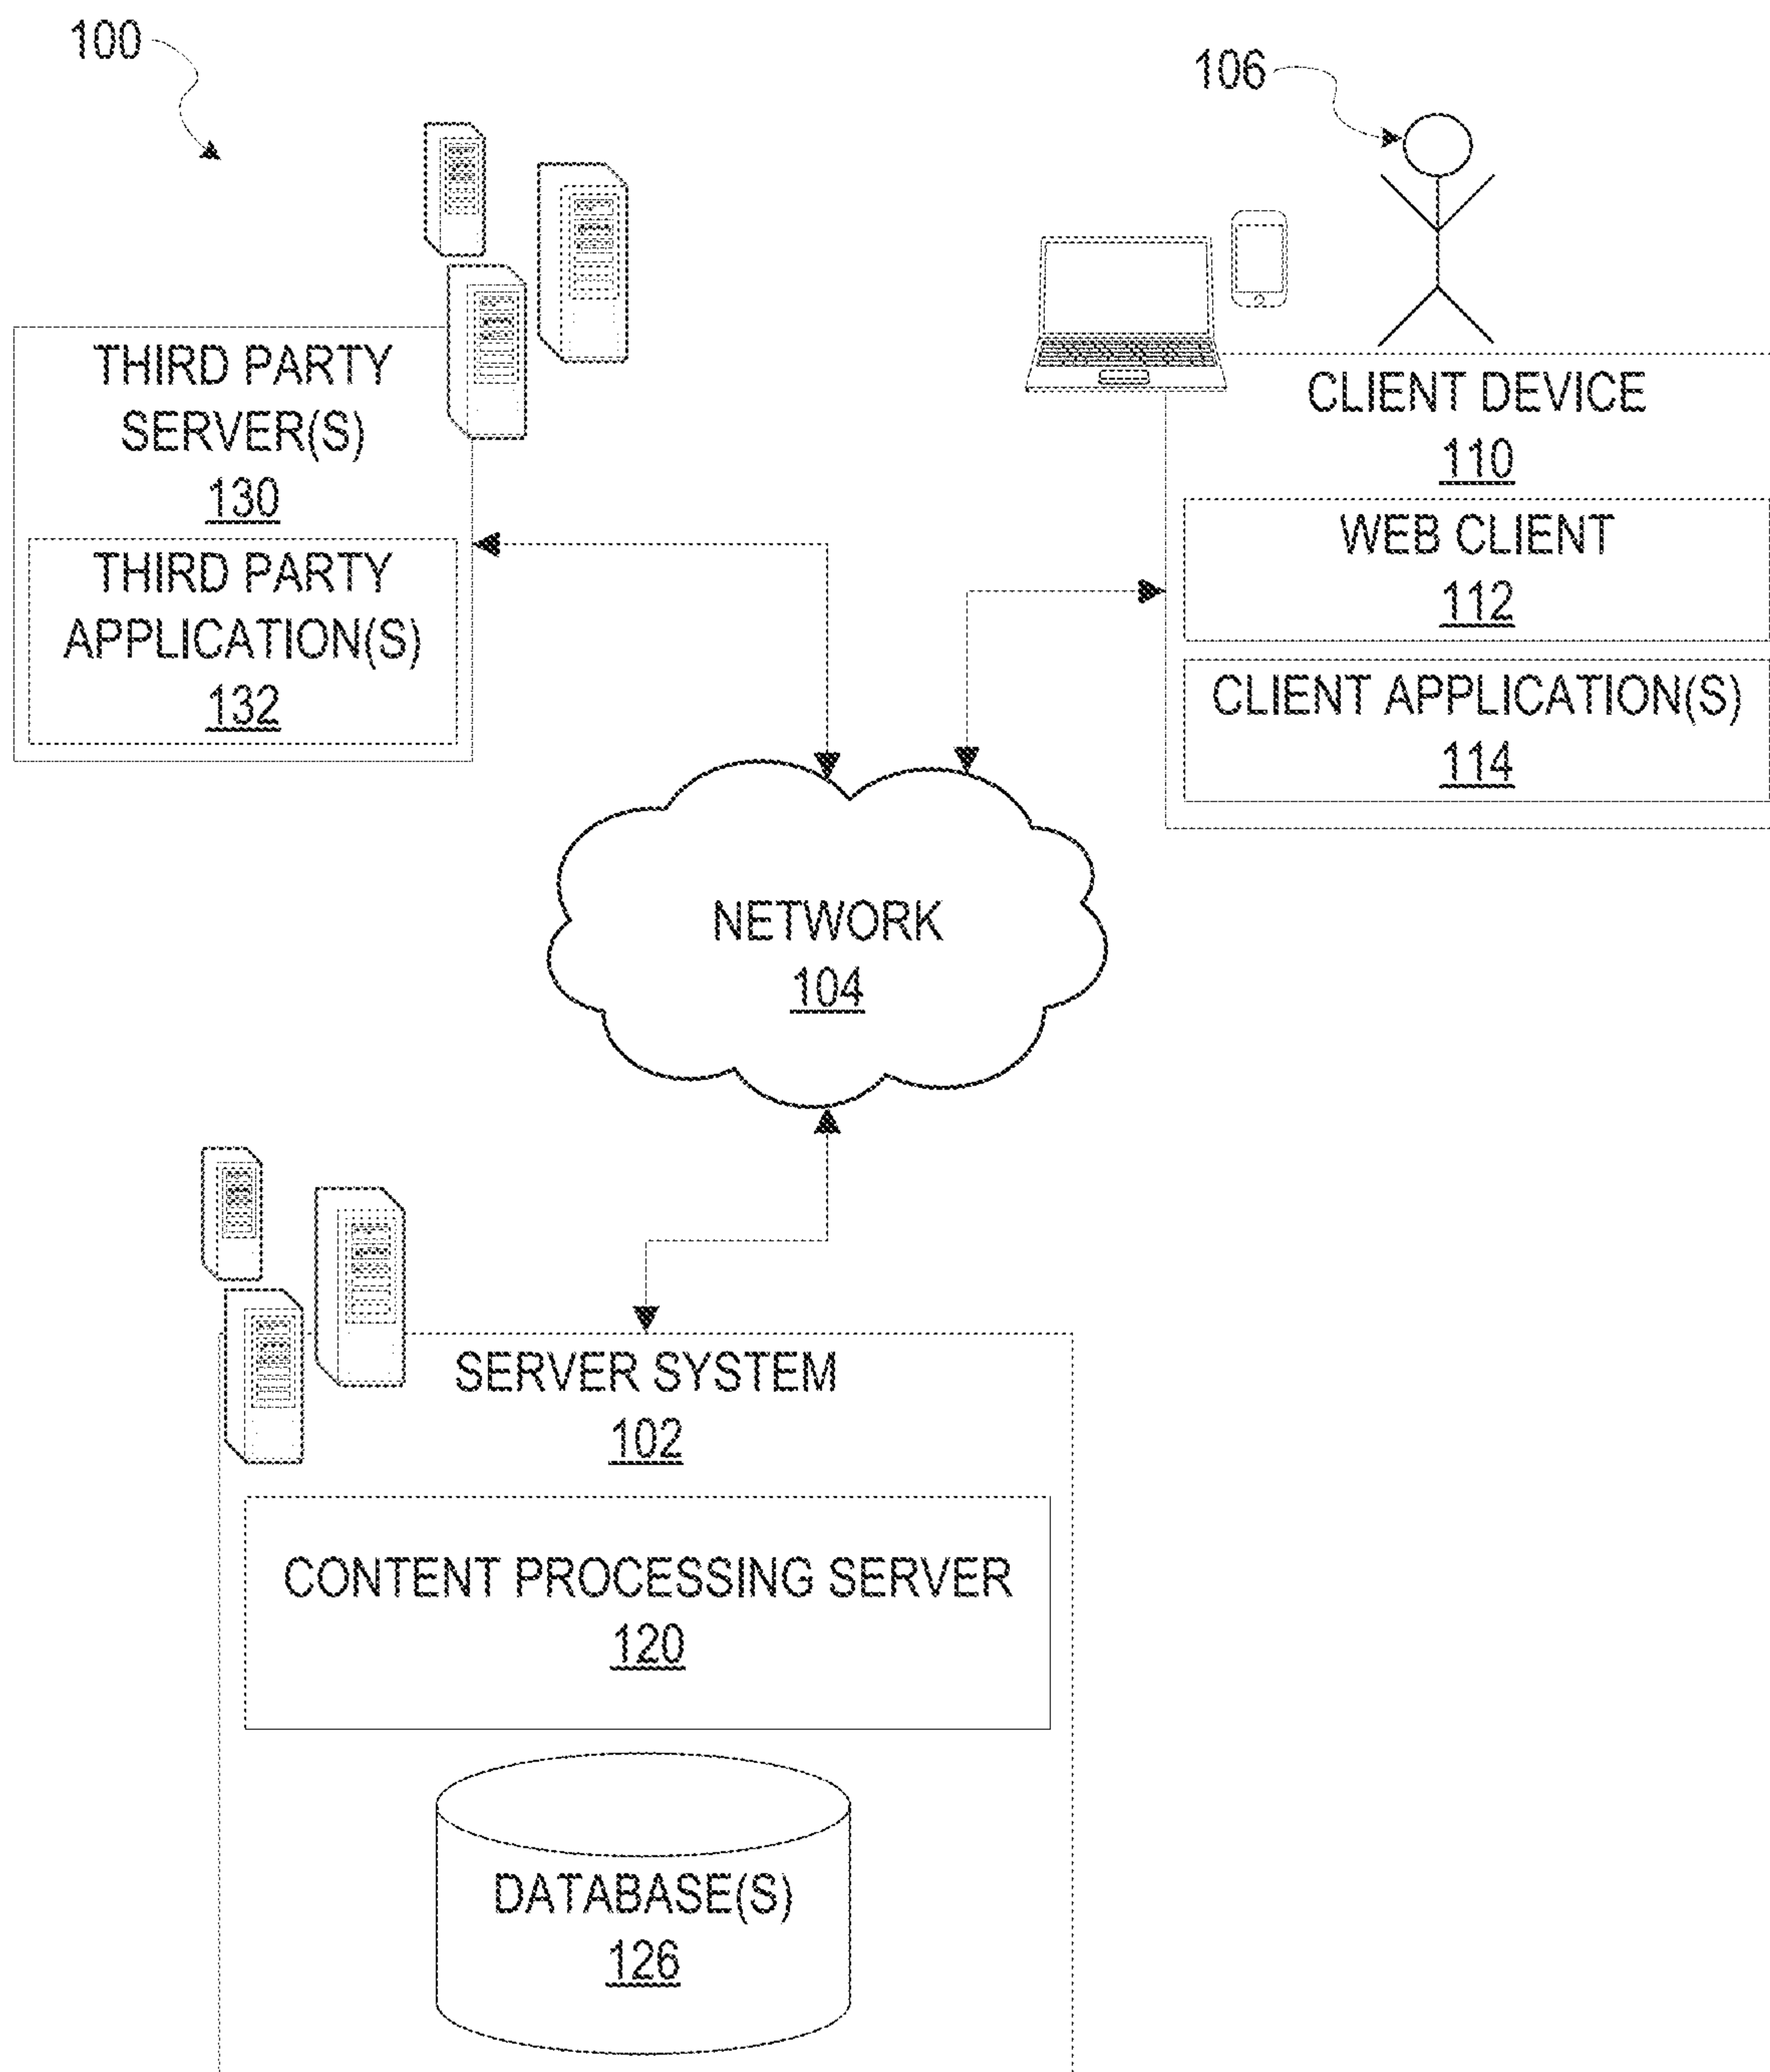 100
106
THIRD PARTY
SERVER(S)
130
THIRD PARTY
APPLICATION(S)
132
CLIENT DEVICE
110
WEB CLIENT
112
CLIENT APPLICATION(S)
114
NETWORK
104
SERVER SYSTEM
102
CONTENT PROCESSING SERVER
120
DATABASE(S)
126